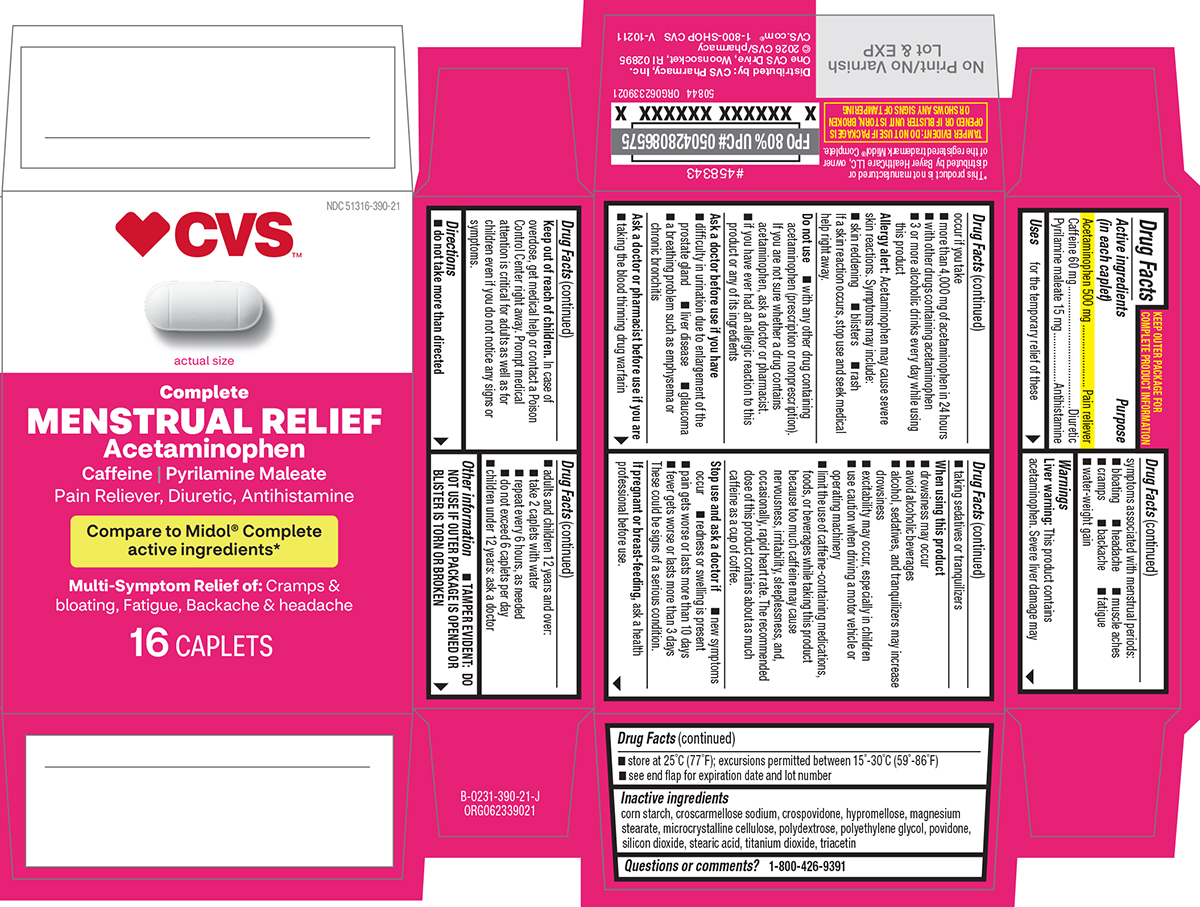 NDC 51316-390-21
CVS™
actual size
Complete
MENSTRUAL RELIEF
Acetaminophen
Caffeine | Pyrilamine Maleate
Pain Reliever, Diuretic, Antihistamine
Compare to Midol® Complete
active ingredients*
Multi-Symptom Relief of: Cramps &
bloating, Fatigue, Backache & headache
16 CAPLETS
KEEP OUTER PACKAGE FOR
COMPLETE PRODUCT INFORMATION
Drug Facts
Active ingredients Purpose
(in each caplet)
Acetaminophen 500 mg ........................ Pain reliever
Caffeine 60 mg ........................................ Diuretic
Pyrilamine maleate 15 mg ............ Antihistamine
Uses for the temporary relief of these
Drug Facts (continued)
symptoms associated with menstrual periods:
■ bloating ■ headache ■ muscle aches
■ cramps ■ backache ■ fatigue
■ water-weight gain
Warnings
Liver warning: This product contains
acetaminophen. Severe liver damage may
Drug Facts (continued)
occur if you take
■ more than 4,000 mg of acetaminophen in 24 hours
■ with other drugs containing acetaminophen
■ 3 or more alcoholic drinks every day while using
this product
Allergy alert: Acetaminophen may cause severe
skin reactions. Symptoms may include:
■ skin reddening ■ blisters ■ rash
If a skin reaction occurs, stop use and seek medical
help right away.
Do not use ■ with any other drug containing
acetaminophen (prescription or nonprescription).
If you are not sure whether a drug contains
acetaminophen, ask a doctor or pharmacist.
■ if you have ever had an allergic reaction to this
product or any of its ingredients
Ask a doctor before use if you have
■ difficulty in urination due to enlargement of the
prostate gland ■ liver disease ■ glaucoma
■ a breathing problem such as emphysema or
chronic bronchitis
Ask a doctor or pharmacist before use if you are
■ taking the blood thinning drug warfarin
Drug Facts (continued)
■ taking sedatives or tranquilizers
When using this product
■ drowsiness may occur
■ avoid alcoholic beverages
■ alcohol, sedatives, and tranquilizers may increase
drowsiness
■ excitability may occur, especially in children
■ use caution when driving a motor vehicle or
operating machinery
■ limit the use of caffeine-containing medications,
foods, or beverages while taking this product
because too much caffeine may cause
nervousness, irritability, sleeplessness, and,
occasionally, rapid heart rate. The recommended
dose of this product contains about as much
caffeine as a cup of coffee.
Stop use and ask a doctor if ■ new symptoms
occur ■ redness or swelling is present
■ pain gets worse or lasts more than 10 days
■ fever gets worse or lasts more than 3 days
These could be signs of a serious condition.
If pregnant or breast-feeding, ask a health
professional before use.
Drug Facts (continued)
Keep out of reach of children. In case of
overdose, get medical help or contact a Poison
Control Center right away. Prompt medical
attention is critical for adults as well as for
children even if you do not notice any signs or
symptoms.
Directions
■ do not take more than directed
Drug Facts (continued)
■ adults and children 12 years and over:
■ take 2 caplets with water
■ repeat every 6 hours, as needed
■ do not exceed 6 caplets per day
■ children under 12 years: ask a doctor
Other information ■ TAMPER EVIDENT: DO
NOT USE IF OUTER PACKAGE IS OPENED OR
BLISTER IS TORN OR BROKEN
Drug Facts (continued)
■ store at 25°C (77°F); excursions permitted between 15°-30°C (59°-86°F)
■ see end flap for expiration date and lot number
Inactive ingredients
corn starch, croscarmellose sodium, crospovidone, hypromellose, magnesium
stearate, microcrystalline cellulose, polydextrose, polyethylene glycol, povidone,
silicon dioxide, stearic acid, titanium dioxide, triacetin
Questions or comments? 1-800-426-9391
*This product is not manufactured or
distributed by Bayer HealthCare LLC, owner
of the registered trademark Midol® Complete.
TAMPER EVIDENT: DO NOT USE IF PACKAGE IS
OPENED OR IF BLISTER UNIT IS TORN, BROKEN
OR SHOWS ANY SIGNS OF TAMPERING
No Print/No Varnish
Lot & EXP
#458343
FPO 80% UPC# 050428086575
X XXXXXX XXXXXX X
50844 ORG062339021
Distributed by: CVS Pharmacy, Inc.
One CVS Drive, Woonsocket, RI 02895
© 2026 CVS/pharmacy
CVS.com® 1-800-SHOP CVS V-10211
B-0231-390-21-J
ORG062339021